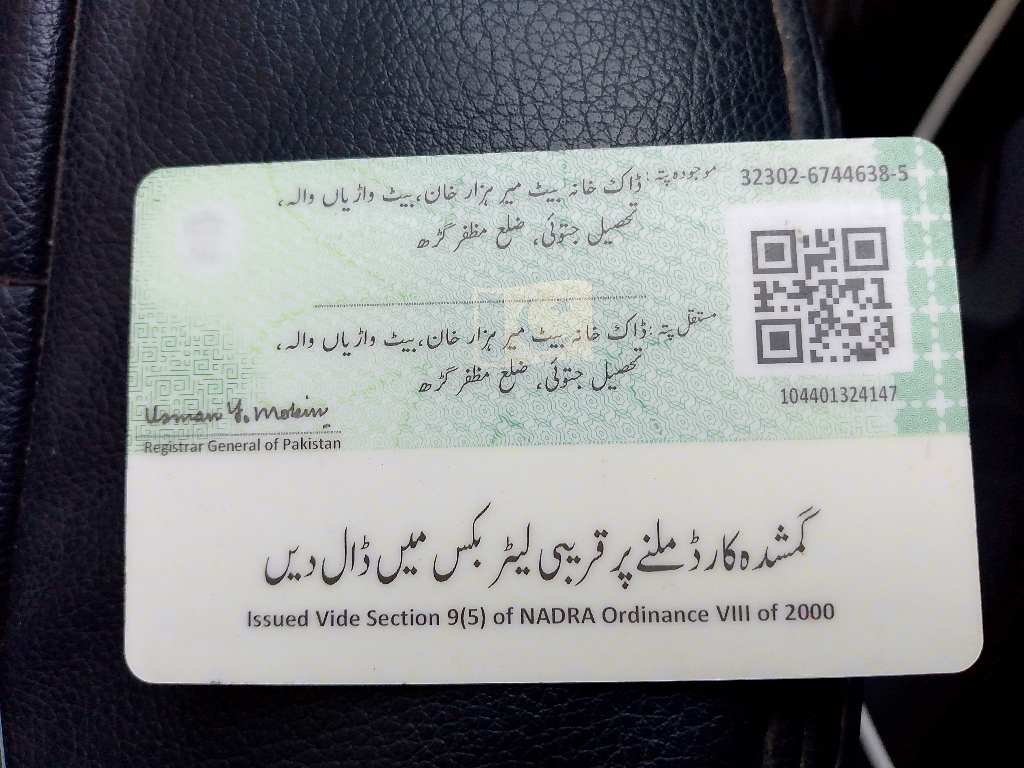 32302-6744638-5
موجودہ پتہ: ڈاک خانہ بیٹ میر ہزار خان، بیٹ واڑیاں والہ،
تحصیل جتوئی، ضلع مظفر گڑھ
مستقل پتہ: ڈاک خانہ بیٹ میر ہزار خان، بیٹ واڑیاں والہ،
تحصیل جتوئی، ضلع مظفر گڑھ
104401324147
Usman Y. Mobin
Registrar General of Pakistan
گمشدہ کارڈ ملنے پر قریبی لیٹر بکس میں ڈال دیں
Issued Vide Section 9(5) of NADRA Ordinance VIII of 2000